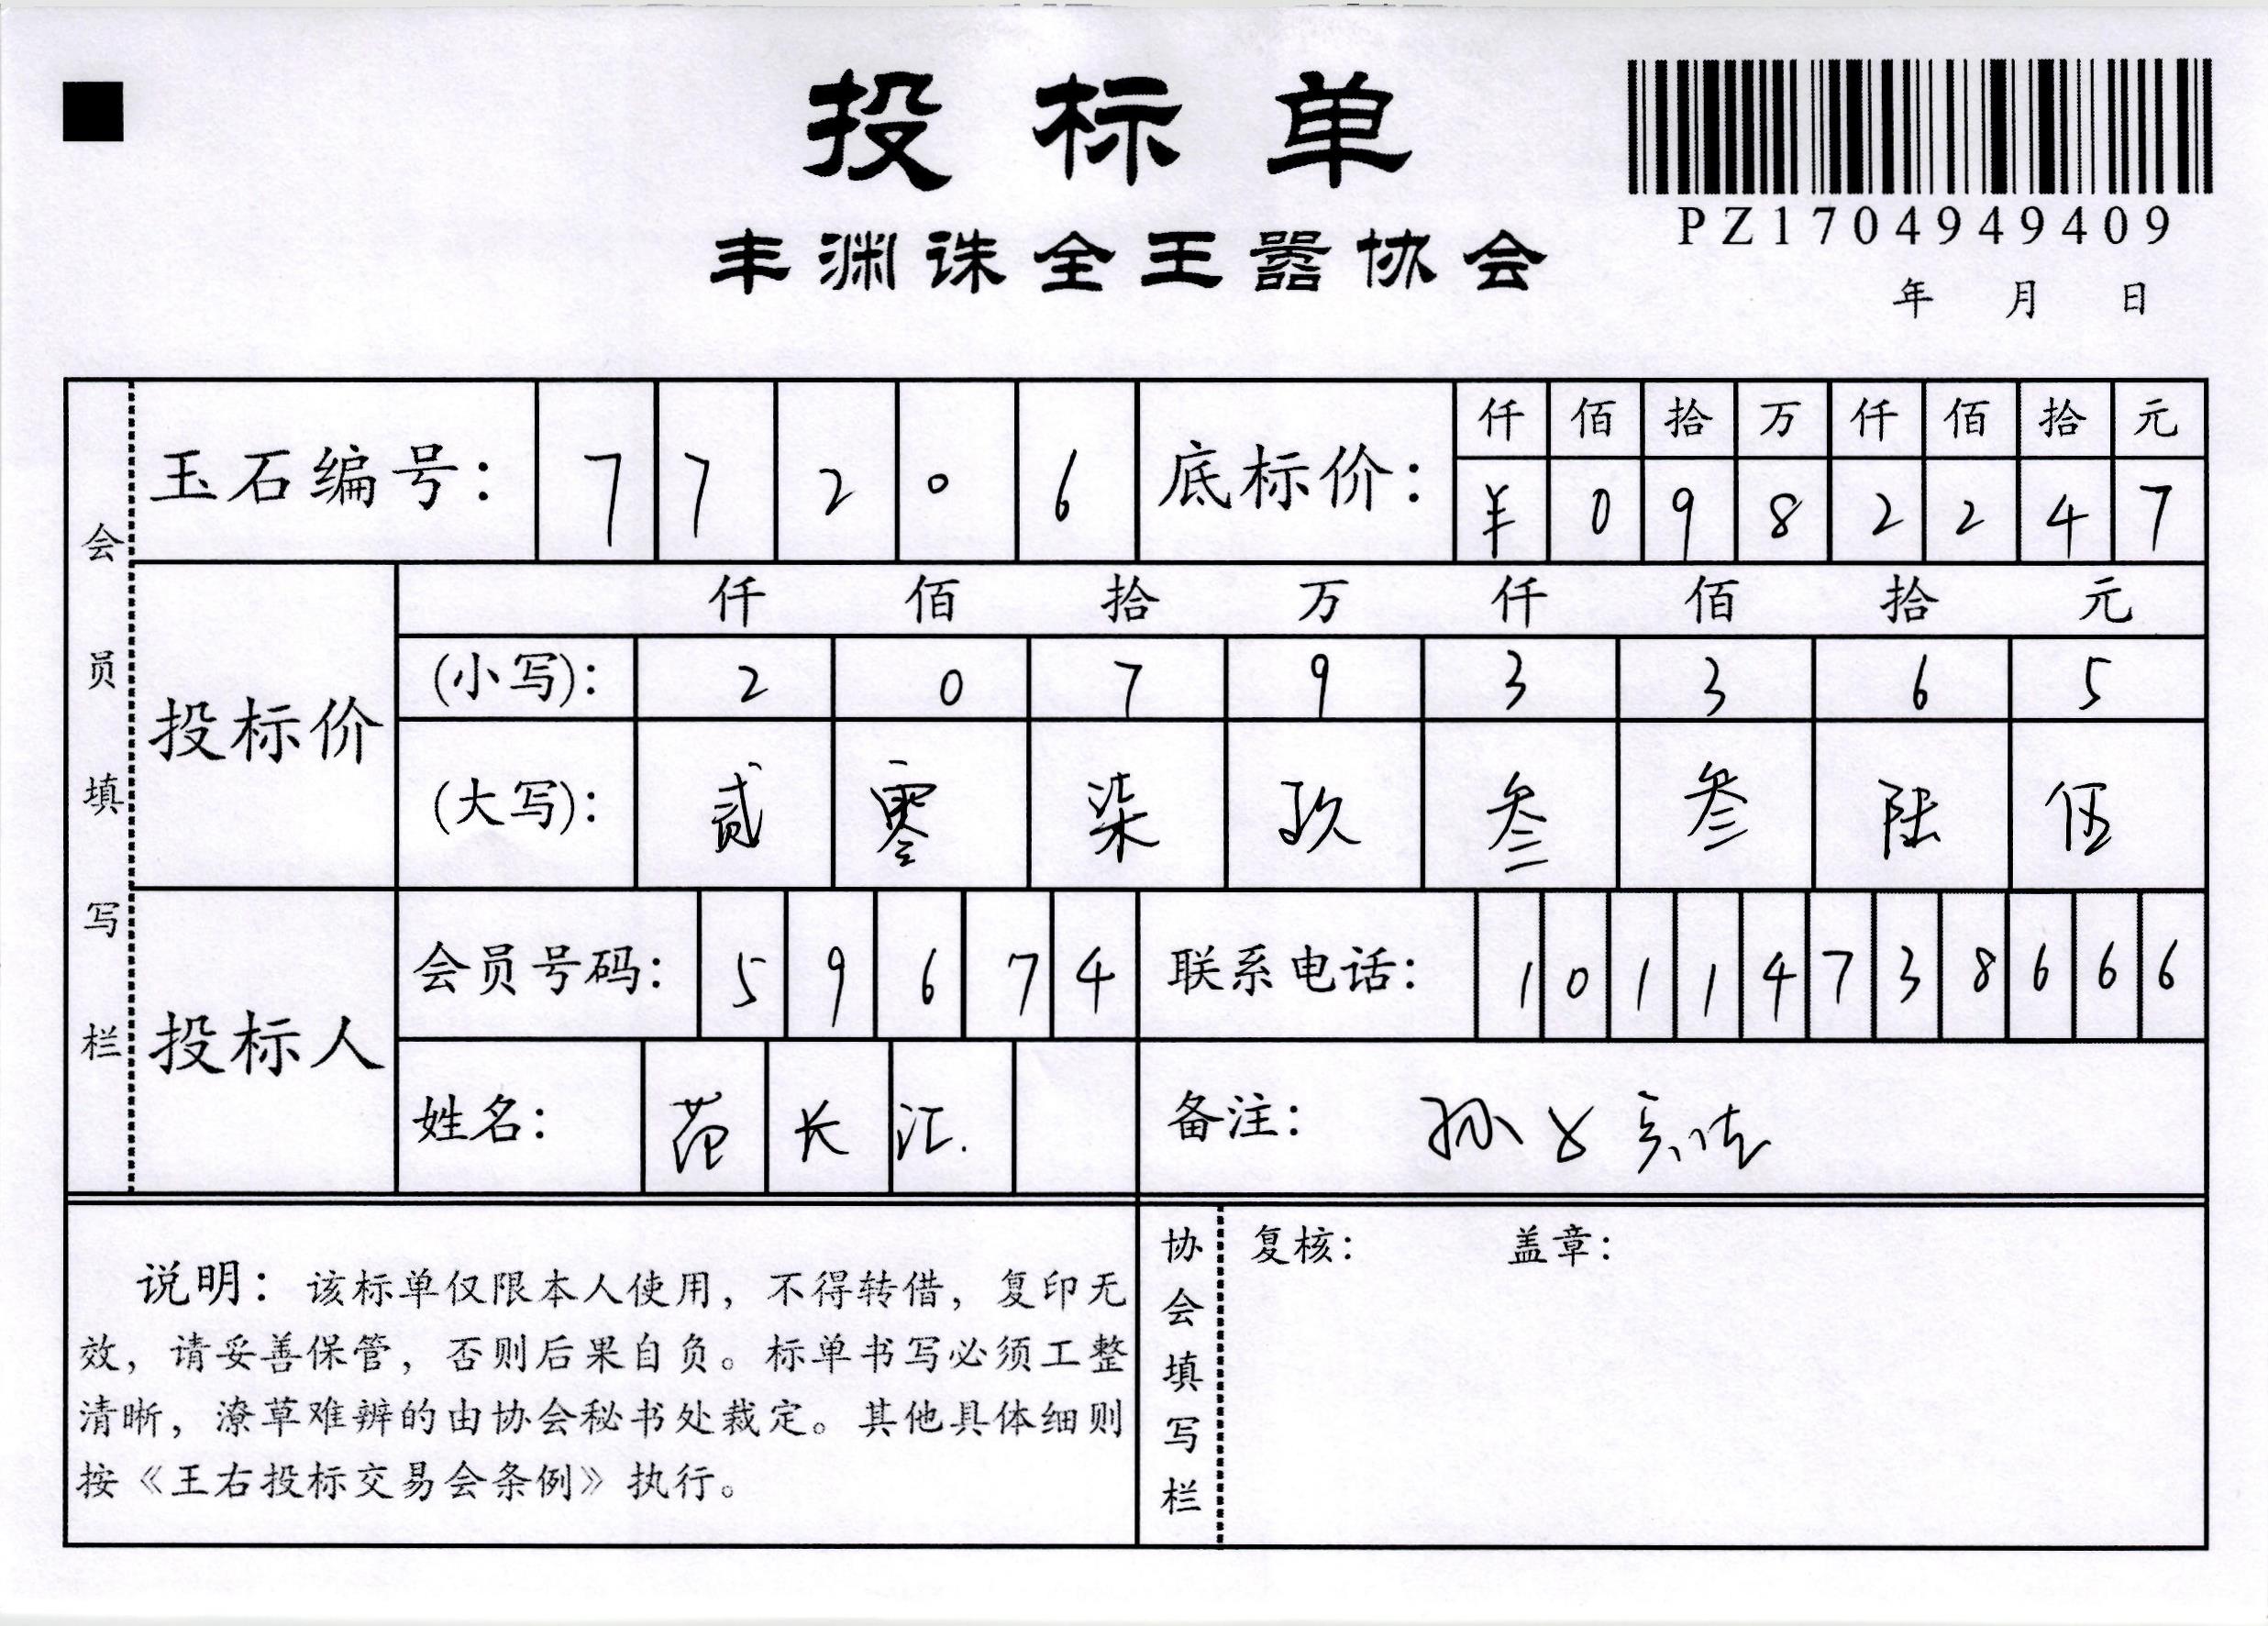 投标单
PZ1704949409
丰渊诛全王嚣协会
年 月 日
会员填写栏
玉石编号： 7 7 2 0 6
底标价： 仟 佰 拾 万 仟 佰 拾 元
¥ 0 9 8 2 2 4 7
投标价
仟 佰 拾 万 仟 佰 拾 元
(小写)： 2 0 7 9 3 3 6 5
(大写)： 贰 零 柒 玖 叁 叁 陆 伍
投标人
会员号码： 5 9 6 7 4
联系电话： 1 0 1 1 4 7 3 8 6 6 6
姓名： 范 长 江.
备注： 孙
说明：该标单仅限本人使用，不得转借，复印无
效，请妥善保管，否则后果自负。标单书写必须工整
清晰，潦草难辨的由协会秘书处裁定。其他具体细则
按《王右投标交易会条例》执行。
协会填写栏
复核： 盖章：